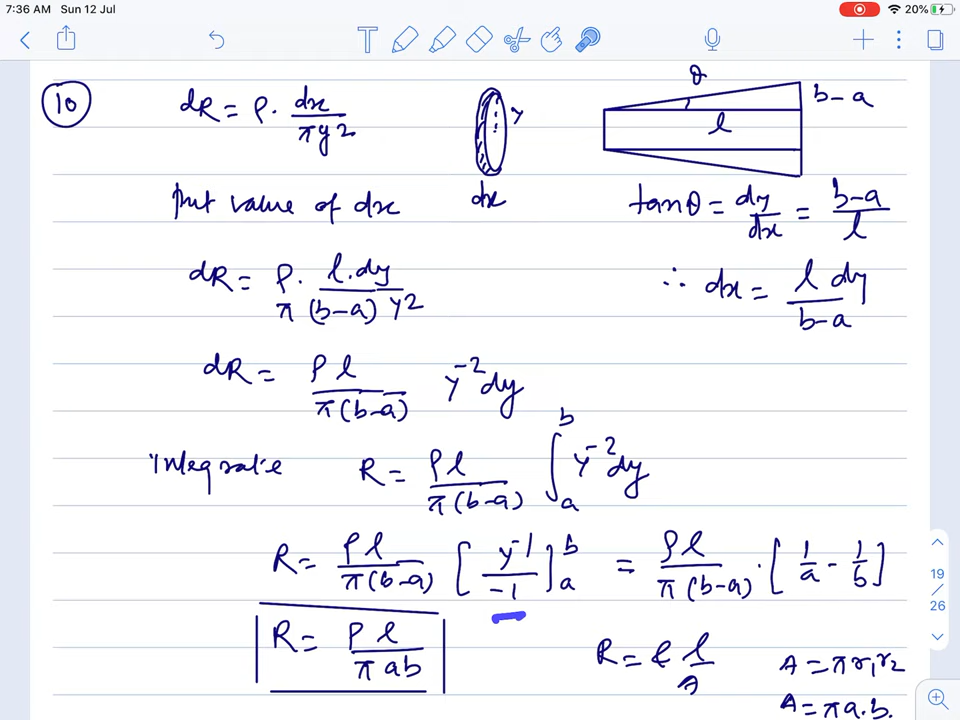 7:36 AM Sun 12 Jul 20%
10 dR = ρ. dx/πy2 y dx θ l b-a
Put value of dx tanθ = dy/dx = b-a/l
dR = ρ. l.dy/π (b-a) y2 ∴ dx = l dy/b-a
dR = ρl/π(b-a) y⁻² dy
Integrate R = ρl/π(b-a) ∫ₐᵇ y⁻² dy
R = ρl/π(b-a) [y⁻¹/-1]ₐᵇ = ρl/π(b-a) . [1/a - 1/b]
R = ρl/πab R = ρ l/A A = πr₁r₂
A = πa.b.
19
/
26